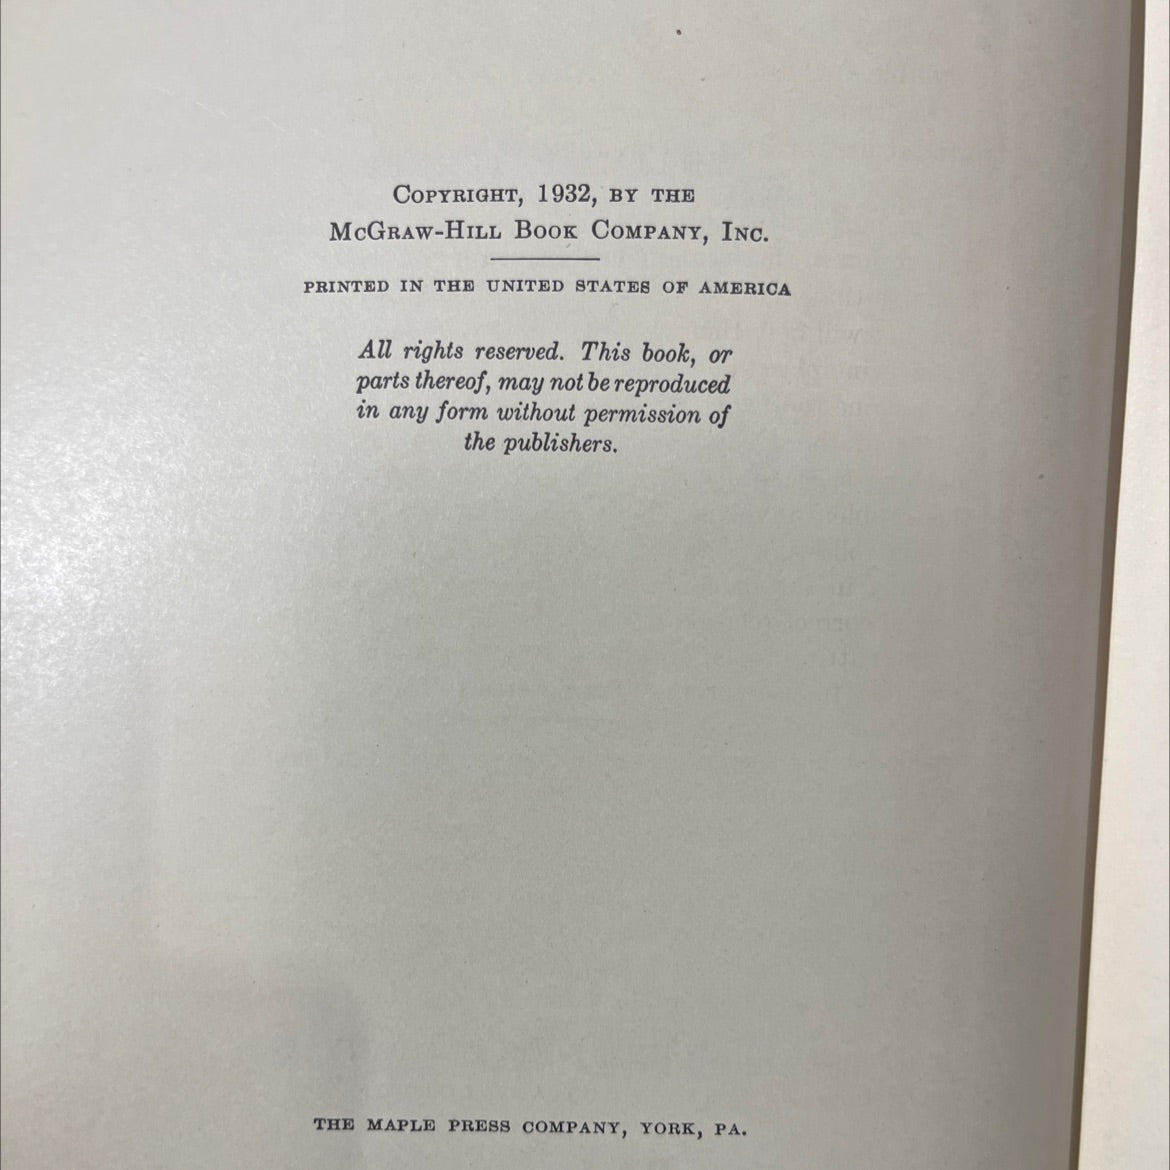 Copyright, 1932, by the
McGraw-Hill Book Company, Inc.
PRINTED IN THE UNITED STATES OF AMERICA
All rights reserved. This book, or
parts thereof, may not be reproduced
in any form without permission of
the publishers.
THE MAPLE PRESS COMPANY, YORK, PA.